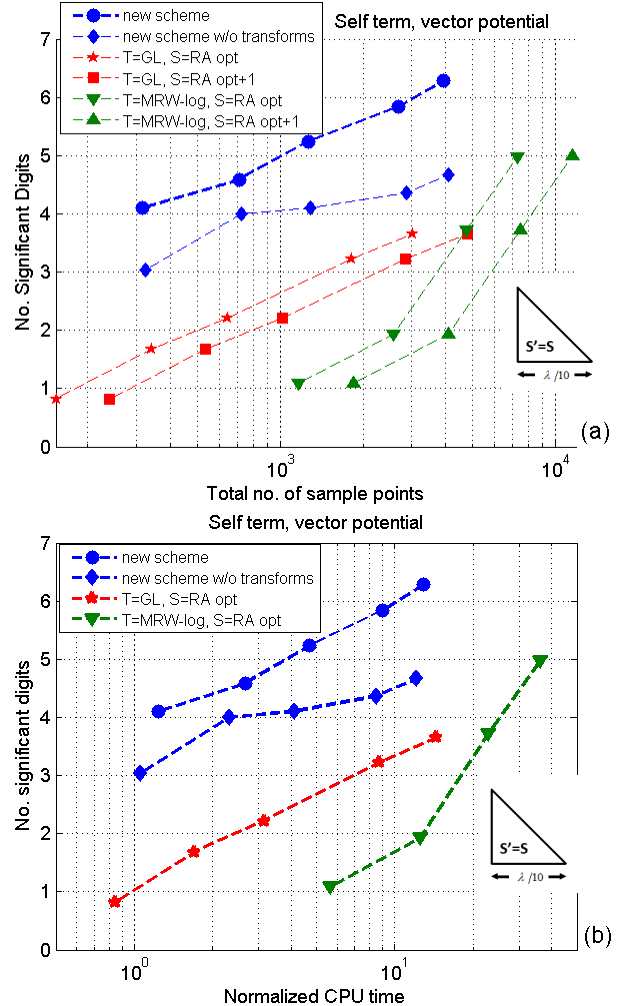 Self term, vector potential
new scheme
new scheme w/o transforms
T=GL, S=RA opt
T=GL, S=RA opt+1
T=MRW-log, S=RA opt
T=MRW-log, S=RA opt+1
No. Significant Digits
7
6
5
4
3
2
1
0
S'=S
λ /10
(a)
10³
10⁴
Total no. of sample points
Self term, vector potential
new scheme
new scheme w/o transforms
T=GL, S=RA opt
T=MRW-log, S=RA opt
No. significant digits
7
6
5
4
3
2
1
0
S'=S
λ /10
(b)
10⁰
10¹
Normalized CPU time